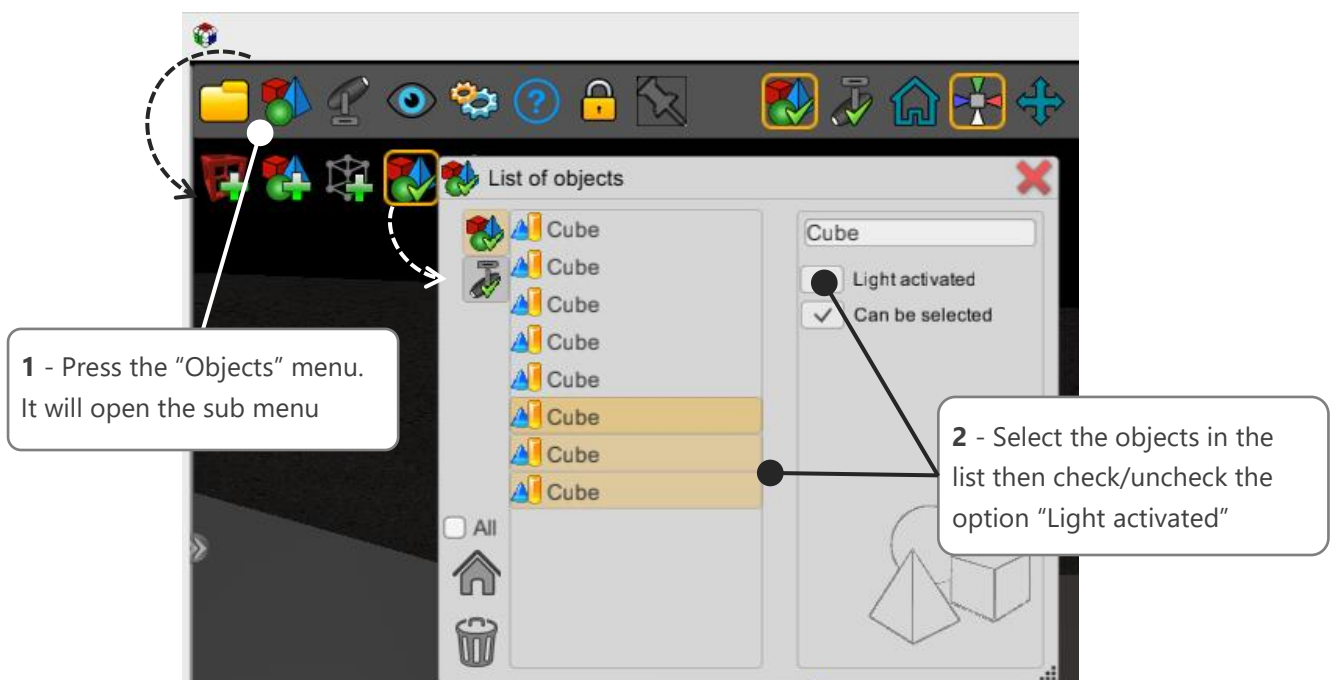 ?
List of objects
Cube
Cube
Cube
Cube
Cube
Cube
Cube
Cube
All
Cube
Light activated
Can be selected
1 - Press the “Objects” menu.
It will open the sub menu
2 - Select the objects in the
list then check/uncheck the
option “Light activated”